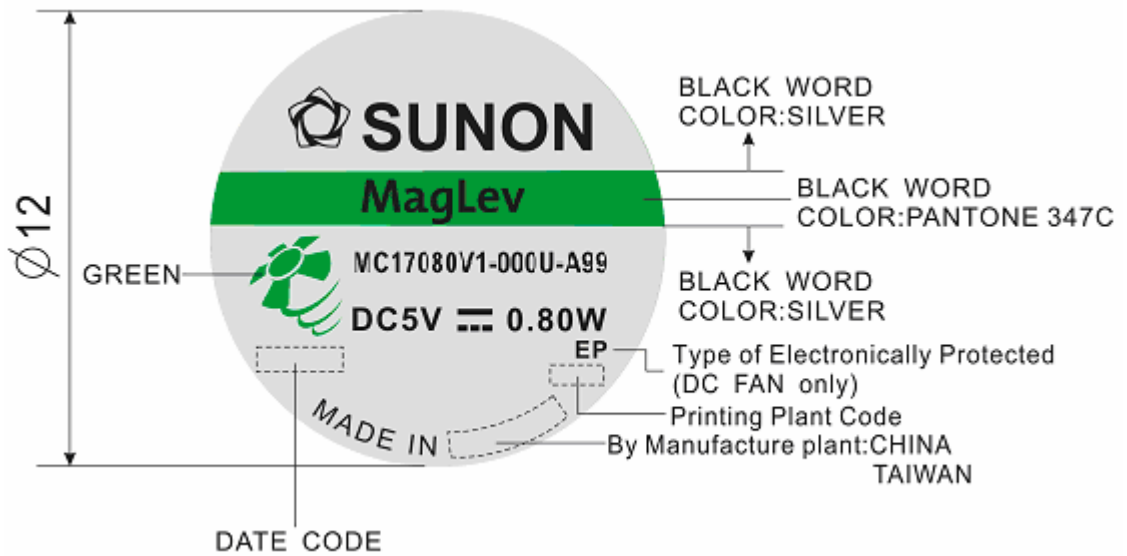 SUNON
MagLev
MC17080V1-000U-A99
DC5V 0.80W
EP
MADE IN
Ø12
GREEN
DATE CODE
BLACK WORD
COLOR:SILVER
BLACK WORD
COLOR:PANTONE 347C
BLACK WORD
COLOR:SILVER
Type of Electronically Protected
(DC FAN only)
Printing Plant Code
By Manufacture plant:CHINA
TAIWAN